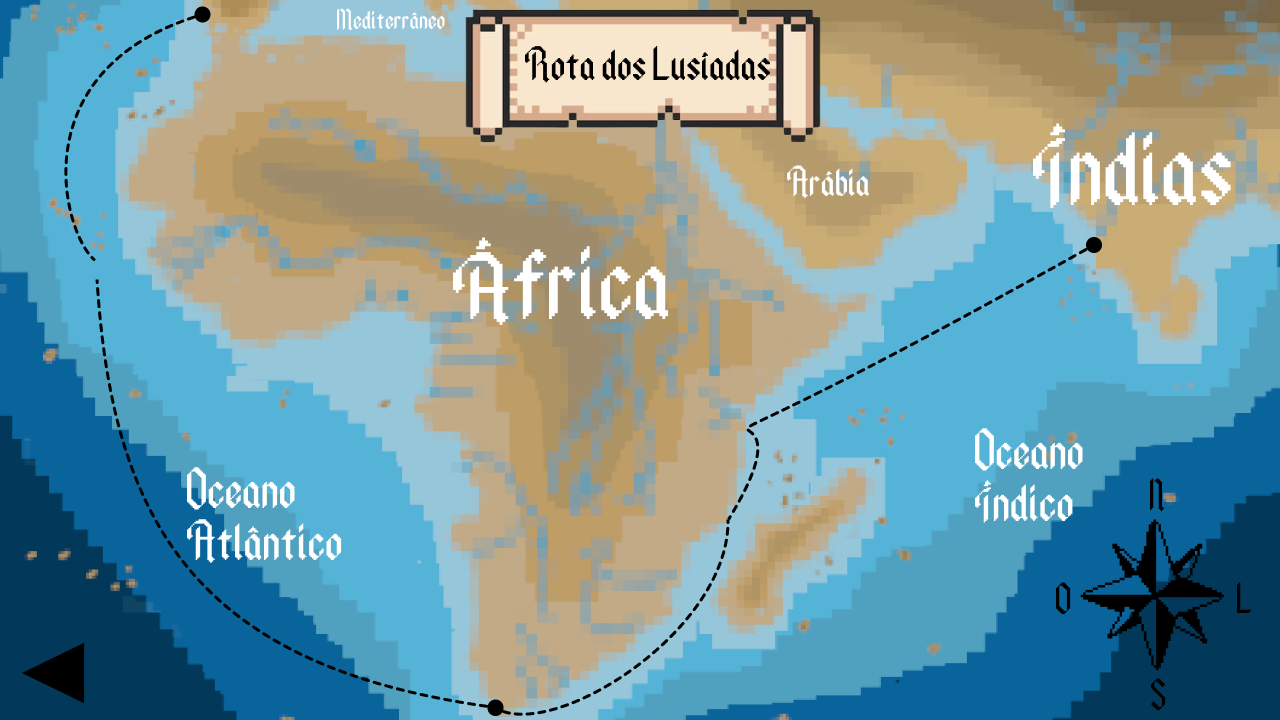 Mediterrâneo
Rota dos Lusíadas
Índias
Arábia
África
Oceano
Atlântico
Oceano
Índico
N
O
L
S